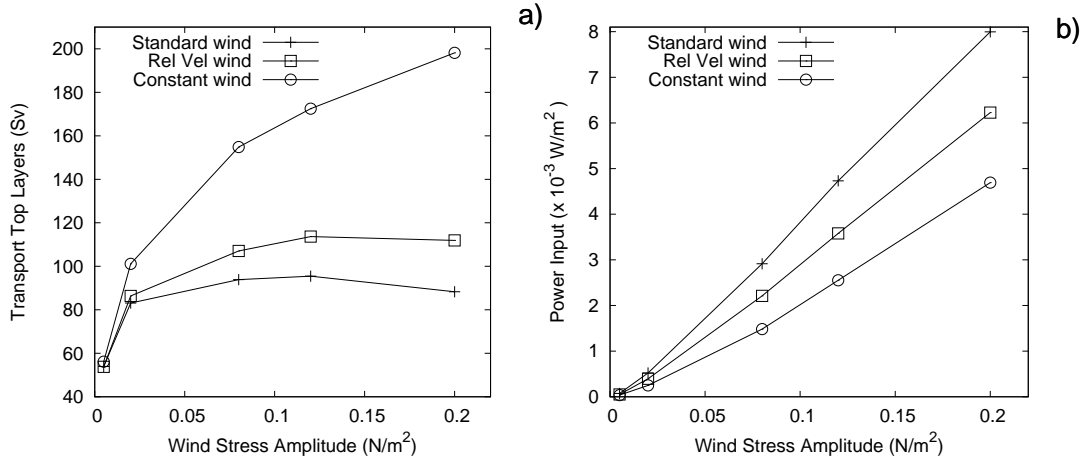 a)
Transport Top Layers (Sv)
200
180
160
140
120
100
80
60
40
Standard wind
Rel Vel wind
Constant wind
0
0.05
0.1
0.15
0.2
Wind Stress Amplitude (N/m²)
b)
Power Input (x 10⁻³ W/m²)
8
7
6
5
4
3
2
1
0
Standard wind
Rel Vel wind
Constant wind
0
0.05
0.1
0.15
0.2
Wind Stress Amplitude (N/m²)